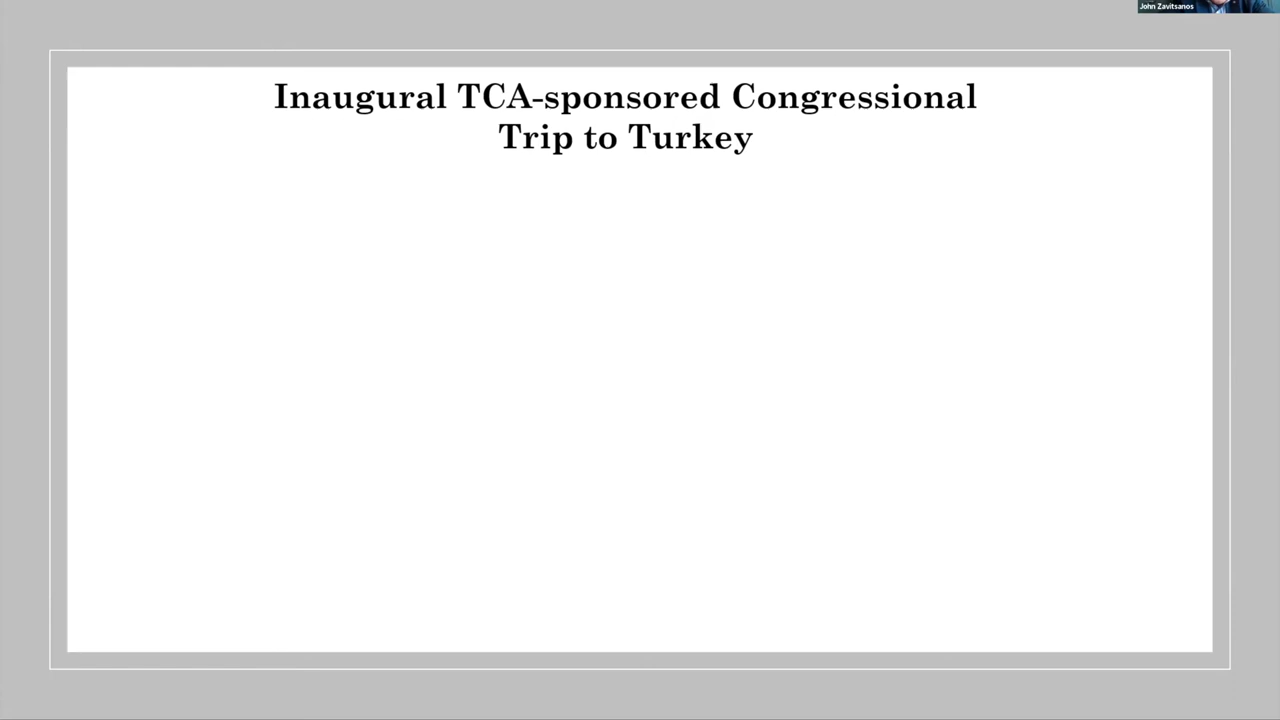 John Zavitsanos
Inaugural TCA-sponsored Congressional
Trip to Turkey